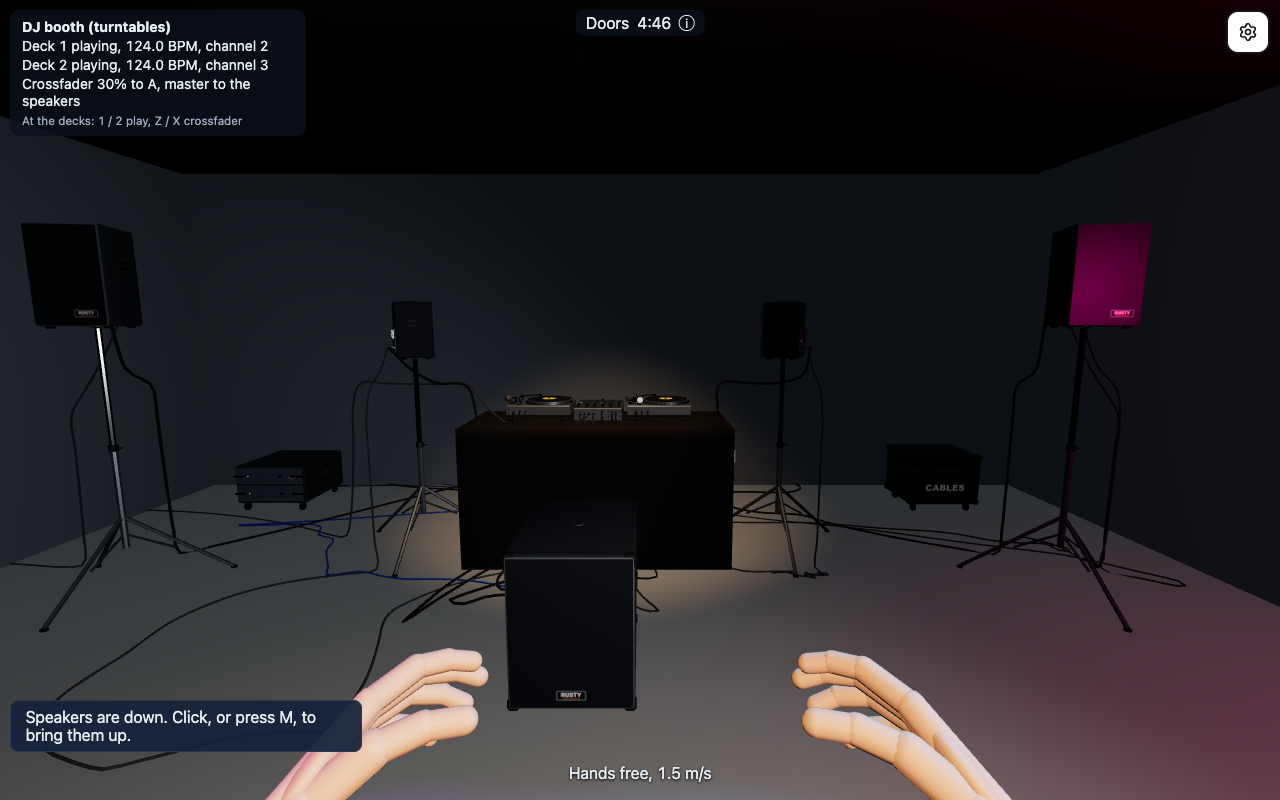 DJ booth (turntables)
Deck 1 playing, 124.0 BPM, channel 2
Deck 2 playing, 124.0 BPM, channel 3
Crossfader 30% to A, master to the
speakers
At the decks: 1 / 2 play, Z / X crossfader
Doors 4:46 ⓘ
RUSTY
RUSTY
CABLES
RUSTY
Speakers are down. Click, or press M, to
bring them up.
Hands free, 1.5 m/s